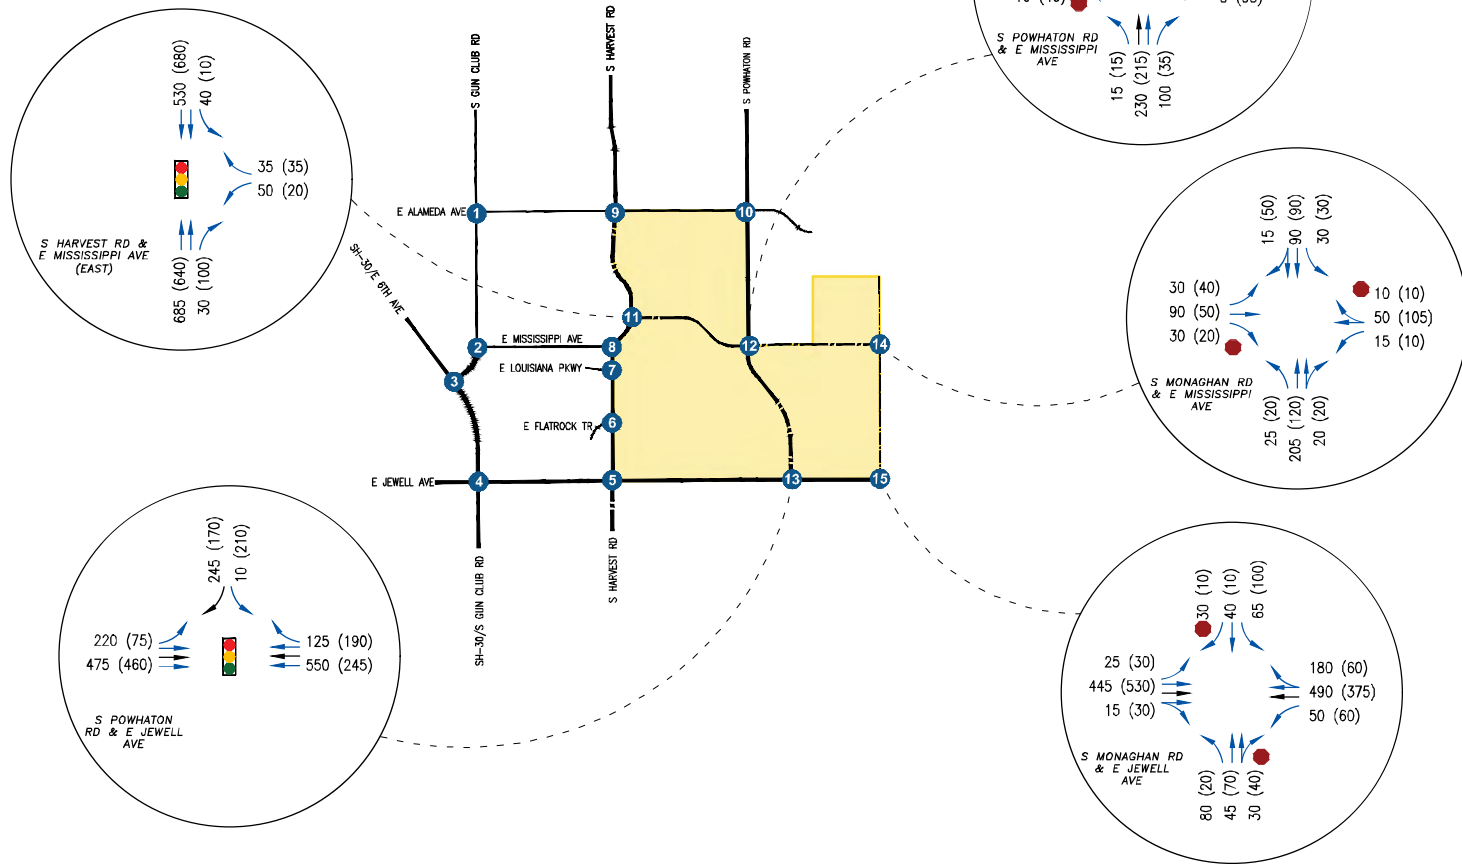 530 (680)
40 (10)
35 (35)
50 (20)
S HARVEST RD &
E MISSISSIPPI AVE
(EAST)
685 (640)
30 (100)
S GUN CLUB RD
S HARVEST RD
S POWHATON RD
E ALAMEDA AVE
1
9
10
SH-30/E 6TH AVE
11
2
E MISSISSIPPI AVE
8
12
14
E LOUISIANA PKWY
7
3
E FLATROCK TR
6
E JEWELL AVE
4
5
13
15
SH-30/S GUN CLUB RD
S HARVEST RD
S POWHATON RD
& E MISSISSIPPI
AVE
15 (15)
230 (215)
100 (35)
15 (50)
90 (90)
30 (30)
30 (40)
90 (50)
30 (20)
10 (10)
50 (105)
15 (10)
S MONAGHAN RD
& E MISSISSIPPI
AVE
25 (20)
205 (120)
20 (20)
245 (170)
10 (210)
220 (75)
475 (460)
125 (190)
550 (245)
S POWHATON
RD & E JEWELL
AVE
30 (10)
40 (10)
65 (100)
25 (30)
445 (530)
15 (30)
180 (60)
490 (375)
50 (60)
S MONAGHAN RD
& E JEWELL
AVE
80 (20)
45 (70)
30 (40)